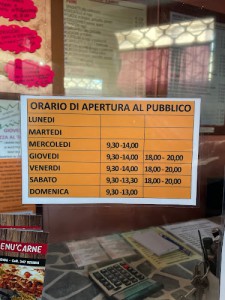 ORARIO DI APERTURA AL PUBBLICO
LUNEDI
MARTEDI
MERCOLEDI 9,30-14,00
GIOVEDI 9,30-14,00 18,00 - 20,00
VENERDI 9,30-14,00 18,00 - 20,00
SABATO 9,30-13,30 18,00 - 20,00
DOMENICA 9,30-13,00
MENU'CARNE